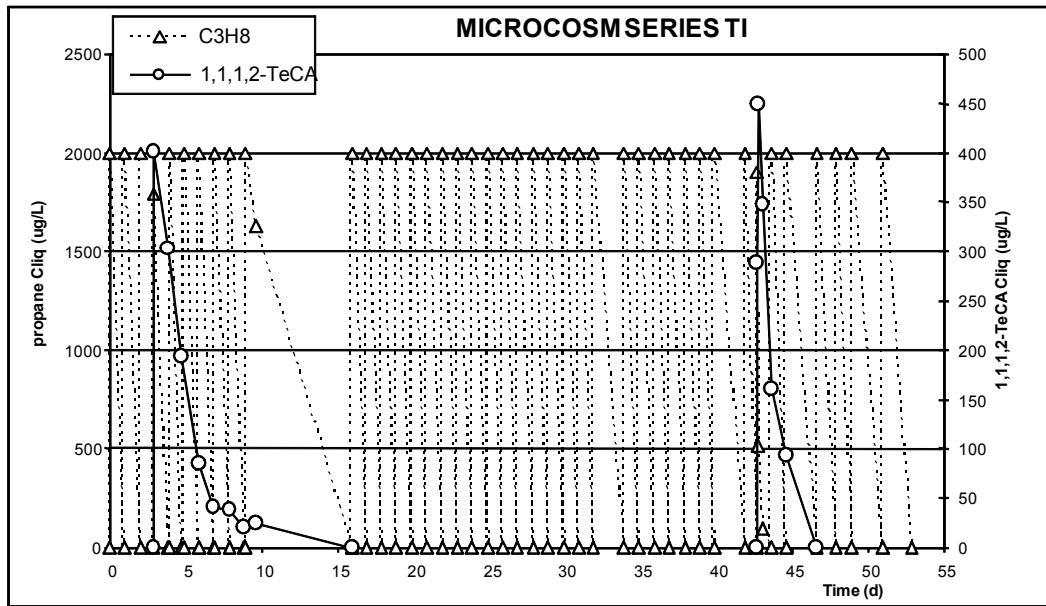 MICROCOSM SERIES TI
C3H8
1,1,1,2-TeCA
2500
2000
1500
1000
500
0
propane Cliq (ug/L)
500
450
400
350
300
250
200
150
100
50
0
1,1,1,2-TeCA Cliq (ug/L)
0 5 10 15 20 25 30 35 40 45 50 55
Time (d)